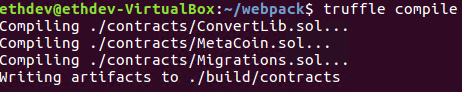 ethdev@ethdev-VirtualBox:~/webpack$ truffle compile
Compiling ./contracts/ConvertLib.sol...
Compiling ./contracts/MetaCoin.sol...
Compiling ./contracts/Migrations.sol...
Writing artifacts to ./build/contracts